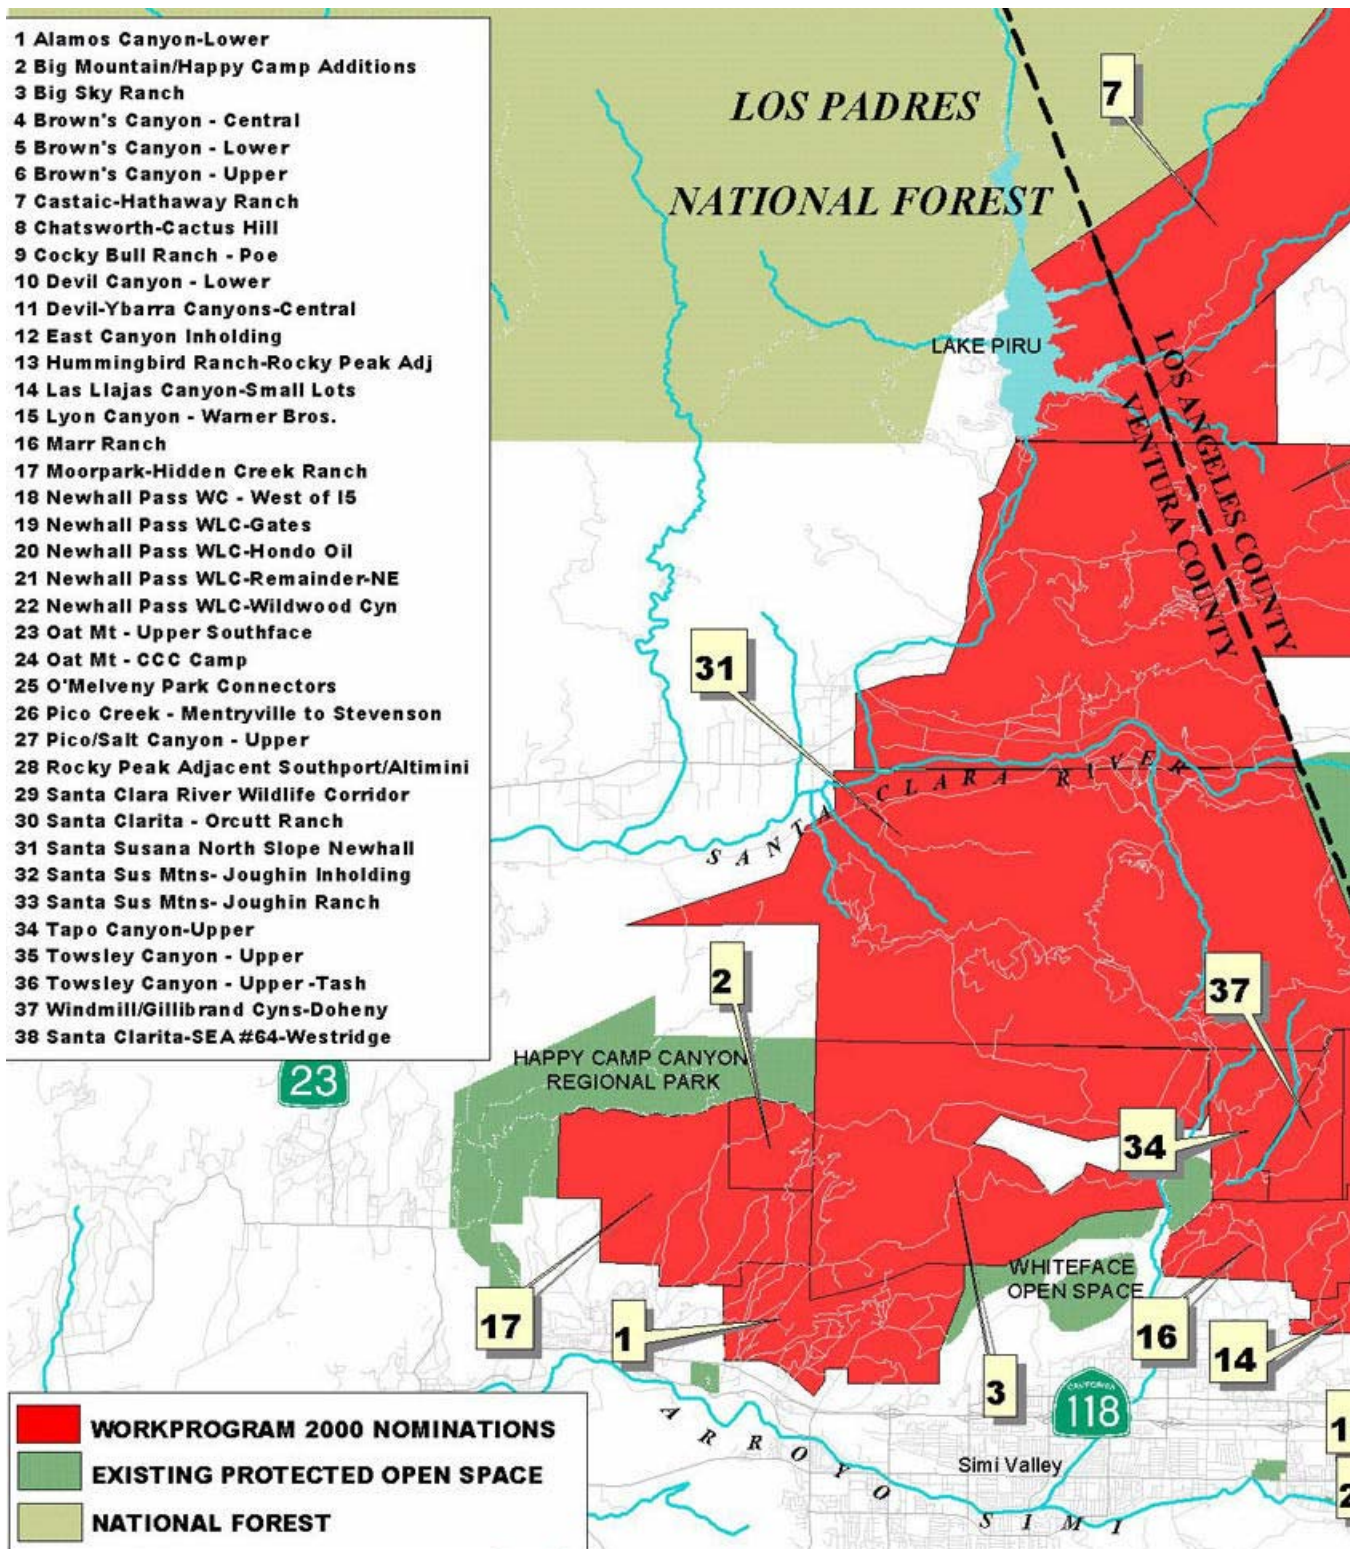 1 Alamos Canyon-Lower
2 Big Mountain/Happy Camp Additions
3 Big Sky Ranch
4 Brown's Canyon - Central
5 Brown's Canyon - Lower
6 Brown's Canyon - Upper
7 Castaic-Hathaway Ranch
8 Chatsworth-Cactus Hill
9 Cocky Bull Ranch - Poe
10 Devil Canyon - Lower
11 Devil-Ybarra Canyons-Central
12 East Canyon Inholding
13 Hummingbird Ranch-Rocky Peak Adj
14 Las Llajas Canyon-Small Lots
15 Lyon Canyon - Warner Bros.
16 Marr Ranch
17 Moorpark-Hidden Creek Ranch
18 Newhall Pass WC - West of I5
19 Newhall Pass WLC-Gates
20 Newhall Pass WLC-Hondo Oil
21 Newhall Pass WLC-Remainder-NE
22 Newhall Pass WLC-Wildwood Cyn
23 Oat Mt - Upper Southface
24 Oat Mt - CCC Camp
25 O'Melveny Park Connectors
26 Pico Creek - Mentryville to Stevenson
27 Pico/Salt Canyon - Upper
28 Rocky Peak Adjacent Southport/Altimini
29 Santa Clara River Wildlife Corridor
30 Santa Clarita - Orcutt Ranch
31 Santa Susana North Slope Newhall
32 Santa Sus Mtns- Joughin Inholding
33 Santa Sus Mtns- Joughin Ranch
34 Tapo Canyon-Upper
35 Towsley Canyon - Upper
36 Towsley Canyon - Upper -Tash
37 Windmill/Gillibrand Cyns-Doheny
38 Santa Clarita-SEA #64-Westridge
LOS PADRES
NATIONAL FOREST
7
LAKE PIRU
LOS ANGELES COUNTY
VENTURA COUNTY
31
SANTA CLARA RIVER
2
37
HAPPY CAMP CANYON
REGIONAL PARK
23
34
WHITEFACE
OPEN SPACE
17
1
16
14
3
CALIFORNIA
118
1
2
ARROYO SIMI
Simi Valley
WORKPROGRAM 2000 NOMINATIONS
EXISTING PROTECTED OPEN SPACE
NATIONAL FOREST